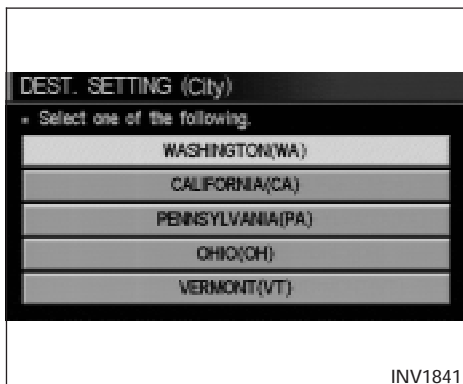 DEST. SETTING (City)
Select one of the following.
WASHINGTON(WA)
CALIFORNIA(CA)
PENNSYLVANIA(PA)
OHIO(OH)
VERMONT(VT)
INV1841